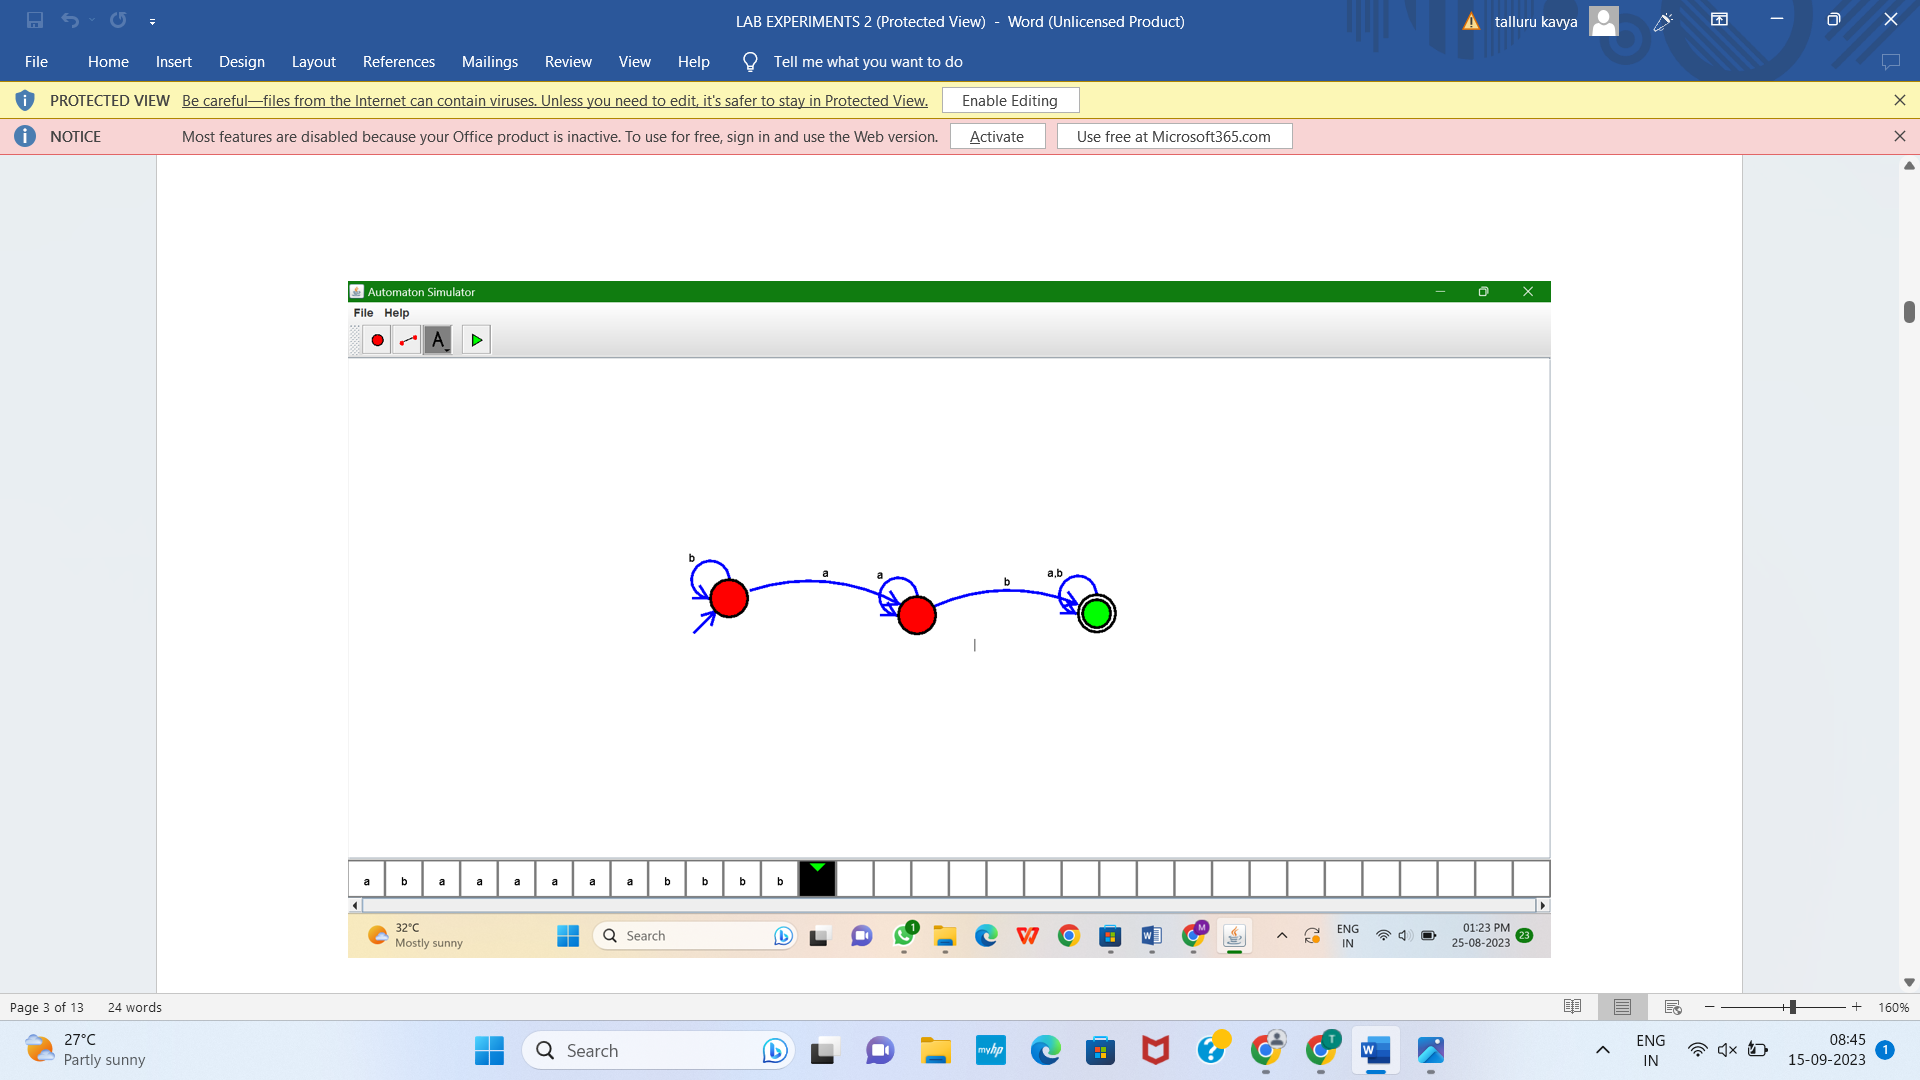 LAB EXPERIMENTS 2 (Protected View) - Word (Unlicensed Product)
talluru kavya
File Home Insert Design Layout References Mailings Review View Help Tell me what you want to do
PROTECTED VIEW Be careful—files from the Internet can contain viruses. Unless you need to edit, it's safer to stay in Protected View. Enable Editing
NOTICE Most features are disabled because your Office product is inactive. To use for free, sign in and use the Web version. Activate Use free at Microsoft365.com
Automaton Simulator
File Help
A
b
a
a
b
a,b
a b a a a a a a b b b b
32°C
Mostly sunny
Search
1
M
ENG
IN
01:23 PM
25-08-2023
23
Page 3 of 13 24 words
160%
27°C
Partly sunny
Search
myhp
T
ENG
IN
08:45
15-09-2023
1